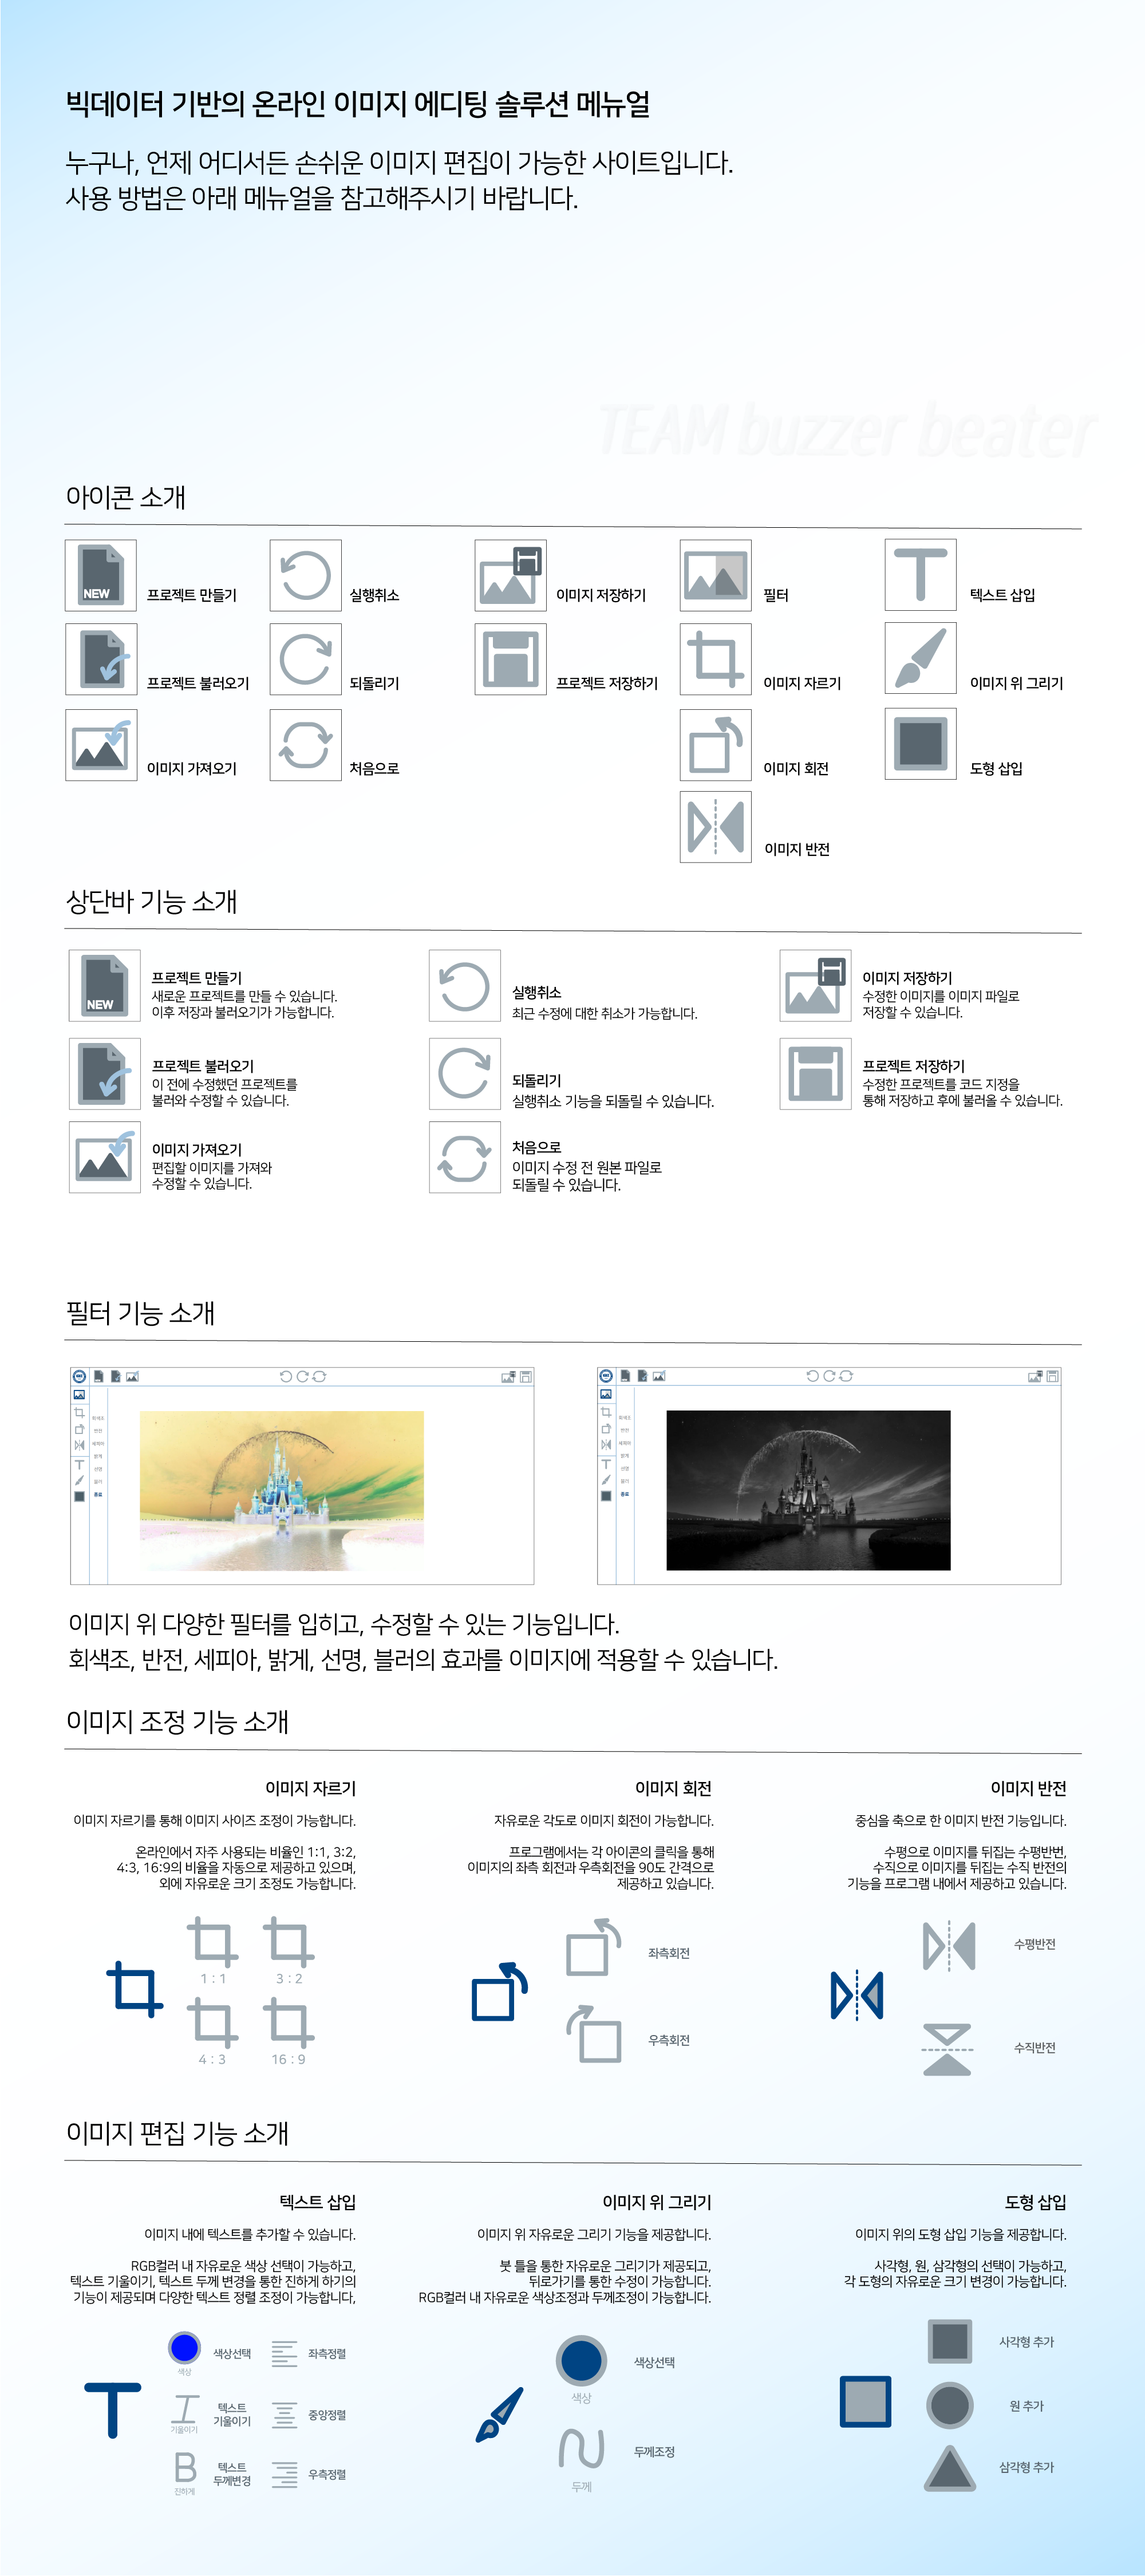 빅데이터 기반의 온라인 이미지 에디팅 솔루션 메뉴얼
누구나, 언제 어디서든 손쉬운 이미지 편집이 가능한 사이트입니다.
사용 방법은 아래 메뉴얼을 참고해주시기 바랍니다.
TEAM buzzer beater
아이콘 소개
NEW
프로젝트 만들기
실행취소
이미지 저장하기
필터
텍스트 삽입
프로젝트 불러오기
되돌리기
프로젝트 저장하기
이미지 자르기
이미지 위 그리기
이미지 가져오기
처음으로
이미지 회전
도형 삽입
이미지 반전
상단바 기능 소개
NEW
프로젝트 만들기
새로운 프로젝트를 만들 수 있습니다.
이후 저장과 불러오기가 가능합니다.
실행취소
최근 수정에 대한 취소가 가능합니다.
이미지 저장하기
수정한 이미지를 이미지 파일로
저장할 수 있습니다.
프로젝트 불러오기
이 전에 수정했던 프로젝트를
불러와 수정할 수 있습니다.
되돌리기
실행취소 기능을 되돌릴 수 있습니다.
프로젝트 저장하기
수정한 프로젝트를 코드 지정을
통해 저장하고 후에 불러올 수 있습니다.
이미지 가져오기
편집할 이미지를 가져와
수정할 수 있습니다.
처음으로
이미지 수정 전 원본 파일로
되돌릴 수 있습니다.
필터 기능 소개
회색조
반전
세피아
밝게
선명
블러
종료
회색조
반전
세피아
밝게
선명
블러
종료
이미지 위 다양한 필터를 입히고, 수정할 수 있는 기능입니다.
회색조, 반전, 세피아, 밝게, 선명, 블러의 효과를 이미지에 적용할 수 있습니다.
이미지 조정 기능 소개
이미지 자르기
이미지 자르기를 통해 이미지 사이즈 조정이 가능합니다.
온라인에서 자주 사용되는 비율인 1:1, 3:2,
4:3, 16:9의 비율을 자동으로 제공하고 있으며,
외에 자유로운 크기 조정도 가능합니다.
1 : 1
3 : 2
4 : 3
16 : 9
이미지 회전
자유로운 각도로 이미지 회전이 가능합니다.
프로그램에서는 각 아이콘의 클릭을 통해
이미지의 좌측 회전과 우측회전을 90도 간격으로
제공하고 있습니다.
좌측회전
우측회전
이미지 반전
중심을 축으로 한 이미지 반전 기능입니다.
수평으로 이미지를 뒤집는 수평반번,
수직으로 이미지를 뒤집는 수직 반전의
기능을 프로그램 내에서 제공하고 있습니다.
수평반전
수직반전
이미지 편집 기능 소개
텍스트 삽입
이미지 내에 텍스트를 추가할 수 있습니다.
RGB컬러 내 자유로운 색상 선택이 가능하고,
텍스트 기울이기, 텍스트 두께 변경을 통한 진하게 하기의
기능이 제공되며 다양한 텍스트 정렬 조정이 가능합니다,
색상
색상선택
좌측정렬
기울이기
텍스트
기울이기
중앙정렬
진하게
텍스트
두께변경
우측정렬
이미지 위 그리기
이미지 위 자유로운 그리기 기능을 제공합니다.
붓 툴을 통한 자유로운 그리기가 제공되고,
뒤로가기를 통한 수정이 가능합니다.
RGB컬러 내 자유로운 색상조정과 두께조정이 가능합니다.
색상
색상선택
두께
두께조정
도형 삽입
이미지 위의 도형 삽입 기능을 제공합니다.
사각형, 원, 삼각형의 선택이 가능하고,
각 도형의 자유로운 크기 변경이 가능합니다.
사각형 추가
원 추가
삼각형 추가